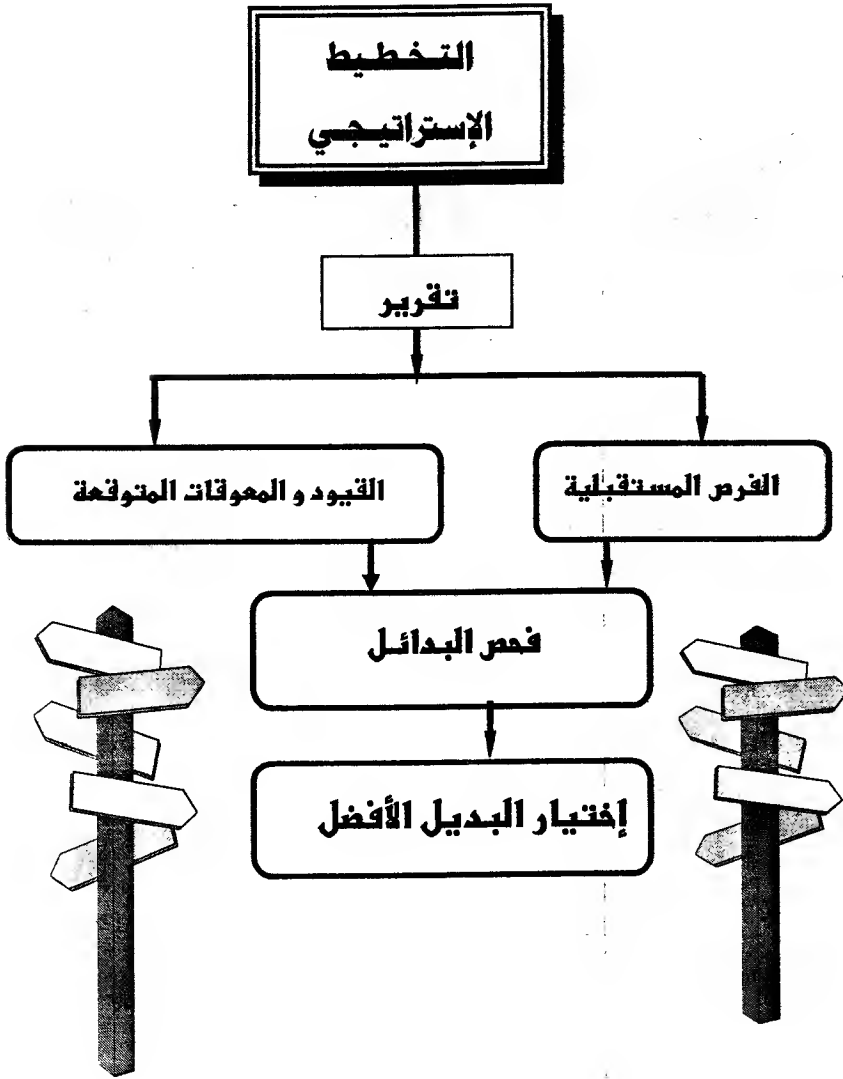 التخطيط
الإستراتيجي
تقرير
الفرص المستقبلية
القيود و المعوقات المتوقعة
فحص البدائل
إختيار البديل الأفضل